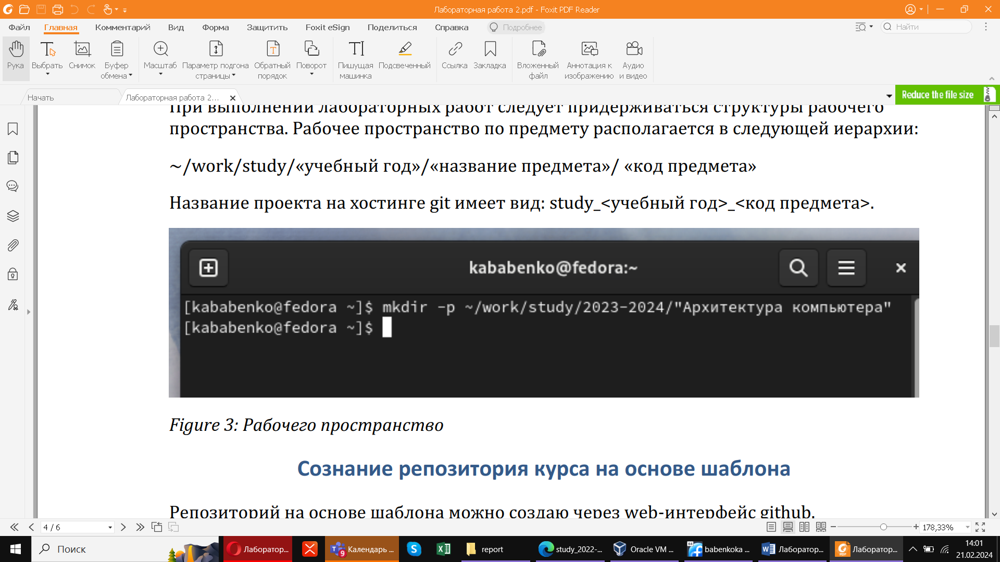 Лабораторная работа 2.pdf - Foxit PDF Reader
Файл Главная Комментарий Вид Форма Защитить Foxit eSign Поделиться Справка Подробнее Найти
Рука Выбрать Снимок Буфер обмена Масштаб Параметр подгона страницы Обратный порядок Поворот Пишущая машинка Подсвеченный Ссылка Закладка Вложенный файл Аннотация к изображению Аудио и видео
Начать Лабораторная работа 2... Reduce the file size
При выполнении лабораторных работ следует придерживаться структуры рабочего
пространства. Рабочее пространство по предмету располагается в следующей иерархии:
~/work/study/«учебный год»/«название предмета»/ «код предмета»
Название проекта на хостинге git имеет вид: study_<учебный год>_<код предмета>.
kababenko@fedora:~
[kababenko@fedora ~]$ mkdir -p ~/work/study/2023-2024/"Архитектура компьютера"
[kababenko@fedora ~]$
Figure 3: Рабочего пространство
Сознание репозитория курса на основе шаблона
Репозиторий на основе шаблона можно создаю через web-интерфейс github.
4 / 6 178,33%
Поиск Лаборатор... Календарь ... 9 report study_2022-... Oracle VM ... 64 babenkoka ... Лаборатор... Лаборатор... 14:01
21.02.2024